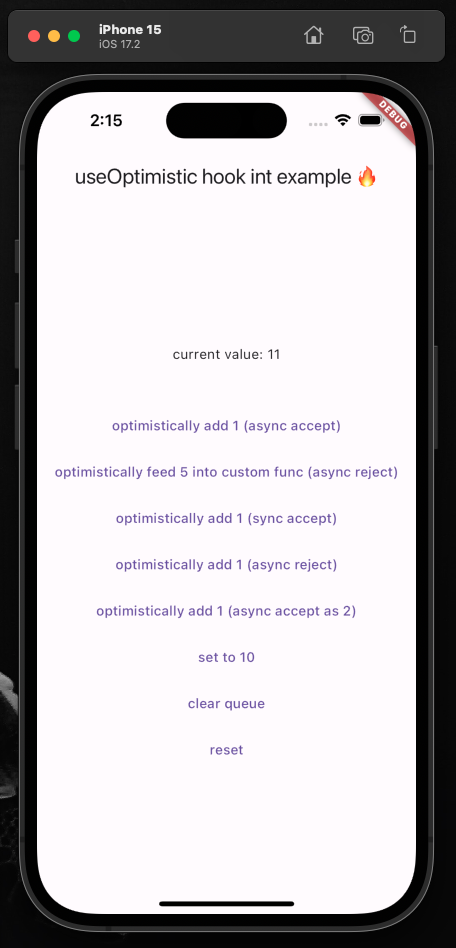 iPhone 15
iOS 17.2
2:15
DEBUG
useOptimistic hook int example 🔥
current value: 11
optimistically add 1 (async accept)
optimistically feed 5 into custom func (async reject)
optimistically add 1 (sync accept)
optimistically add 1 (async reject)
optimistically add 1 (async accept as 2)
set to 10
clear queue
reset